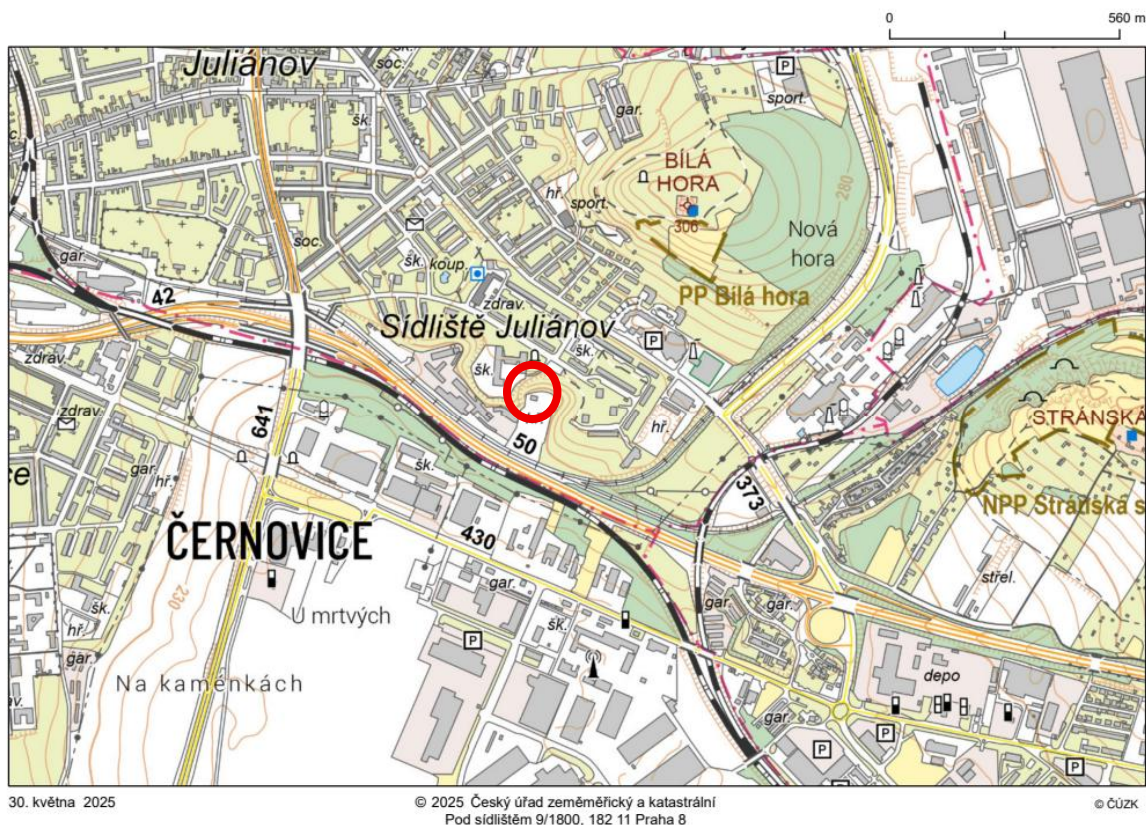 0 560 m
Juliánov
soc.
šk.
P
sport.
gar.
BÍLÁ
HORA
280
šk.
hř.
sport.
306
Nová
hora
soc.
soc.
šk.
koup.
PP Bílá hora
gar.
42
zdrav.
Sídliště Juliánov
P
šk.
zdrav.
šk.
hř.
STRÁNSKÁ
zdrav.
641
50
373
NPP Stránská s
gar.
hř.
ce
šk.
ČERNOVICE
430
gar.
střel.
230
U mrtvých
gar.
gar.
šk.
hř.
gar.
P
šk.
Na kaménkách
depo
av.
gar.
P
P
P
30. května 2025
© 2025 Český úřad zeměměřický a katastrální
Pod sídlištěm 9/1800, 182 11 Praha 8
© ČÚZK